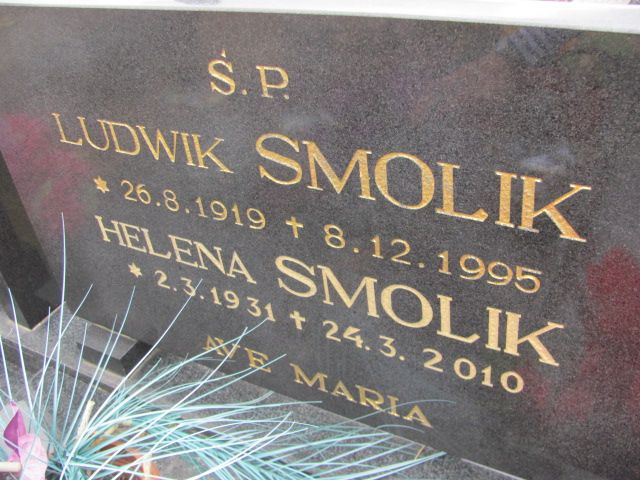 Ś.P.
LUDWIK SMOLIK
* 26.8.1919 † 8.12.1995
HELENA SMOLIK
* 2.3.1931 † 24.3.2010
AVE MARIA